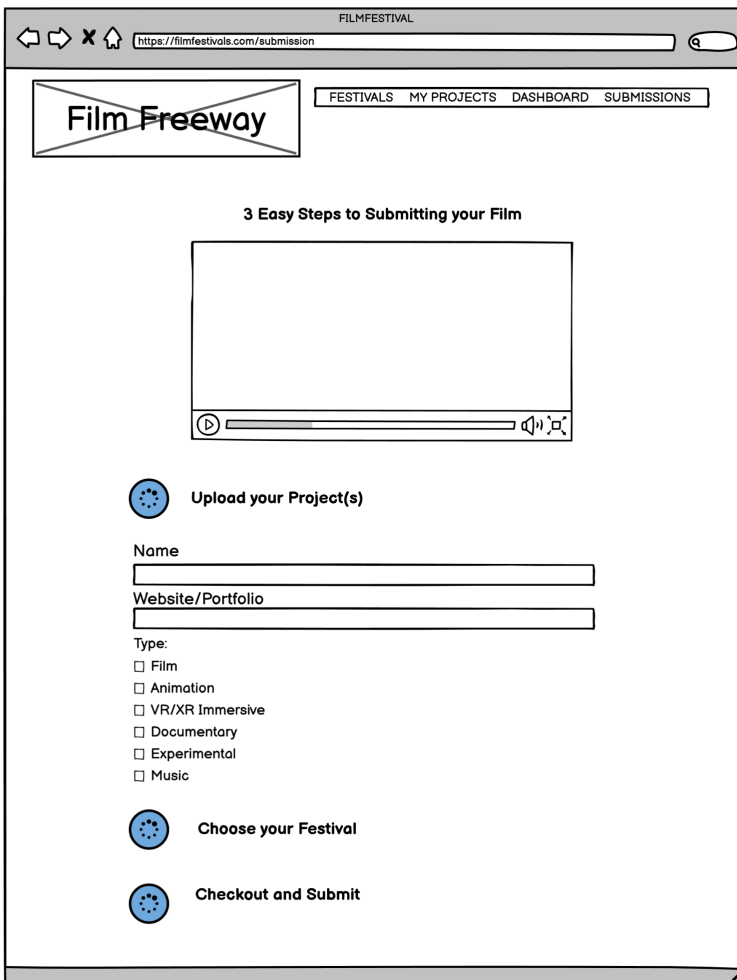 FILMFESTIVAL
https://filmfestivals.com/submission
Film Freeway
FESTIVALS MY PROJECTS DASHBOARD SUBMISSIONS
3 Easy Steps to Submitting your Film
Upload your Project(s)
Name
Website/Portfolio
Type:
Film
Animation
VR/XR Immersive
Documentary
Experimental
Music
Choose your Festival
Checkout and Submit